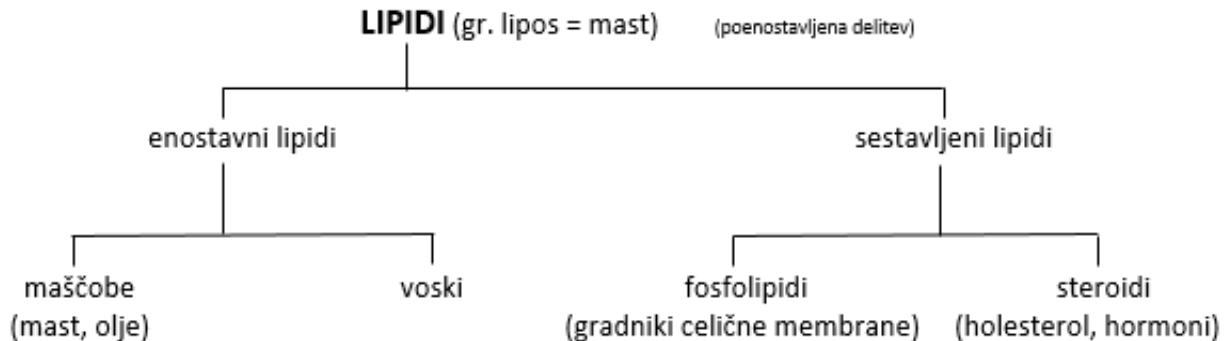 LIPIDI (gr. lipos = mast) (poenostavljena delitev)
enostavni lipidi sestavljeni lipidi
maščobe voski fosfolipidi steroidi
(mast, olje) (gradniki celične membrane) (holesterol, hormoni)